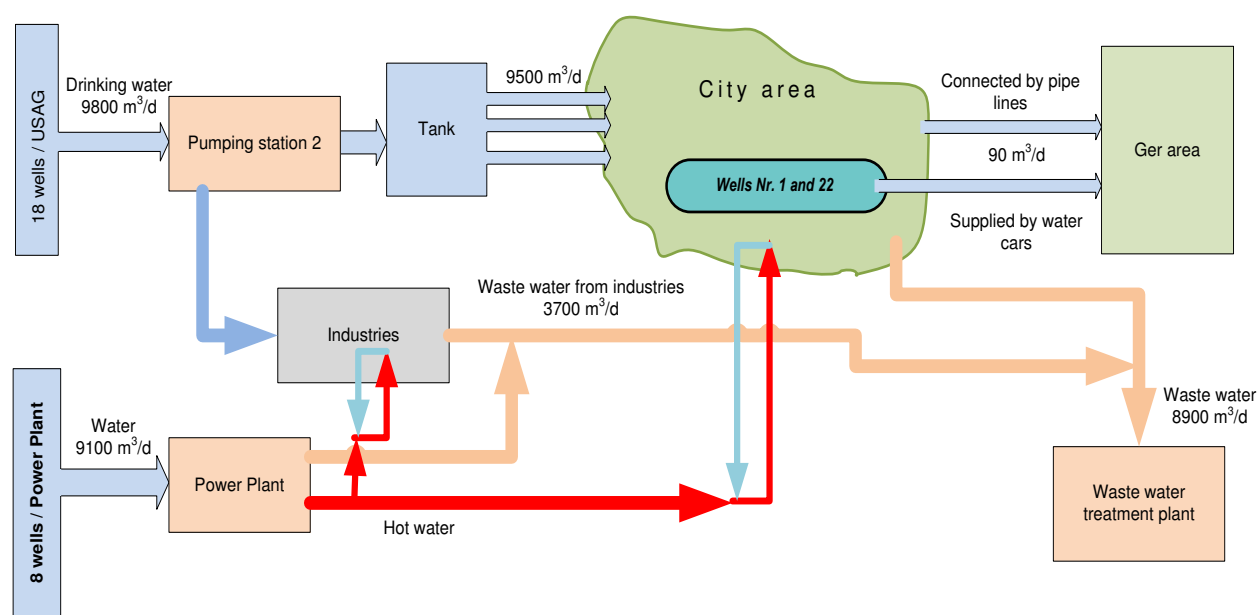 18 wells / USAG
Drinking water
9800 m³/d
Pumping station 2
Tank
9500 m³/d
City area
Wells Nr. 1 and 22
Connected by pipe
lines
90 m³/d
Supplied by water
cars
Ger area
Industries
Waste water from industries
3700 m³/d
8 wells / Power Plant
Water
9100 m³/d
Power Plant
Hot water
Waste water
8900 m³/d
Waste water
treatment plant